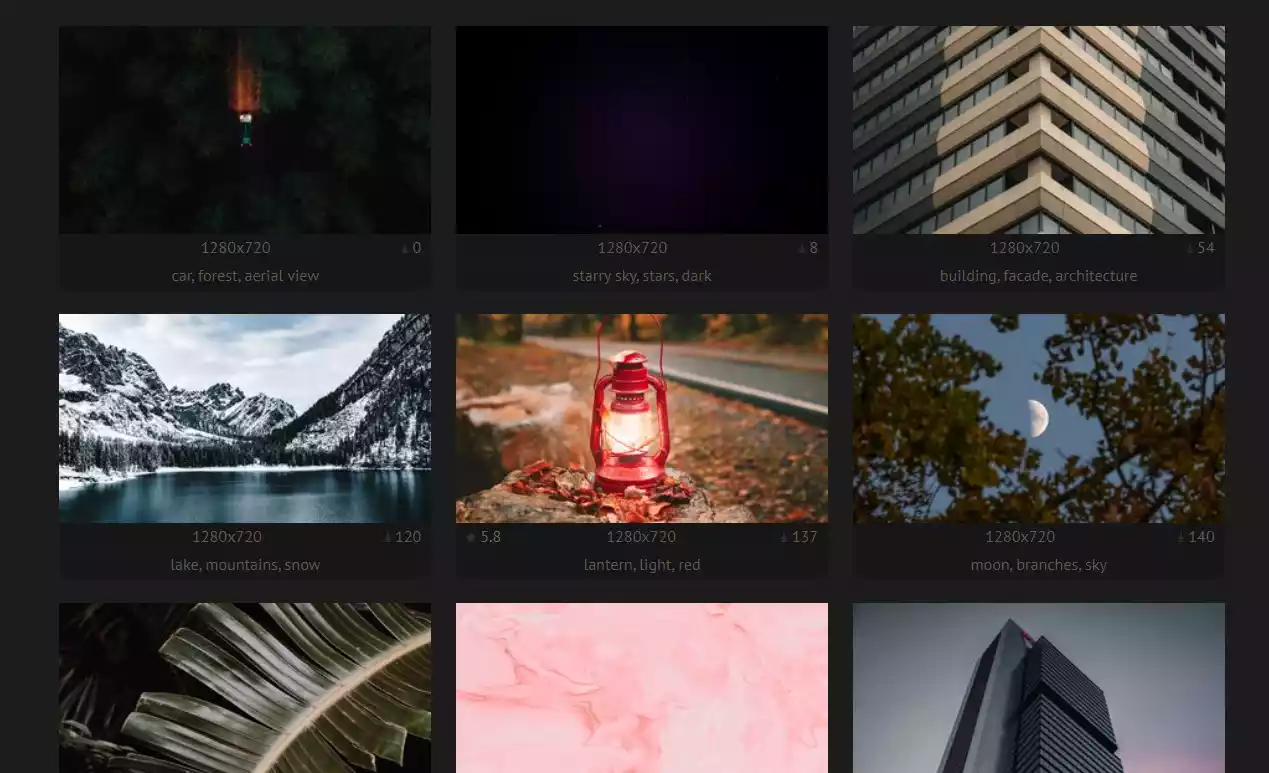 1280x720 0
car, forest, aerial view
1280x720 8
starry sky, stars, dark
1280x720 54
building, facade, architecture
1280x720 120
lake, mountains, snow
5.8 1280x720 137
lantern, light, red
1280x720 140
moon, branches, sky